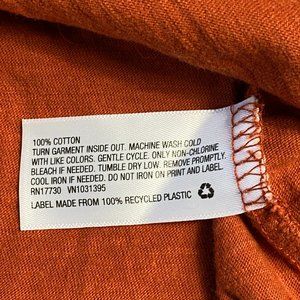 100% COTTON
TURN GARMENT INSIDE OUT. MACHINE WASH COLD
WITH LIKE COLORS. GENTLE CYCLE. ONLY NON-CHLORINE
BLEACH IF NEEDED. TUMBLE DRY LOW. REMOVE PROMPTLY.
COOL IRON IF NEEDED. DO NOT IRON ON PRINT AND LABEL.
RN17730 VN1031395
LABEL MADE FROM 100% RECYCLED PLASTIC